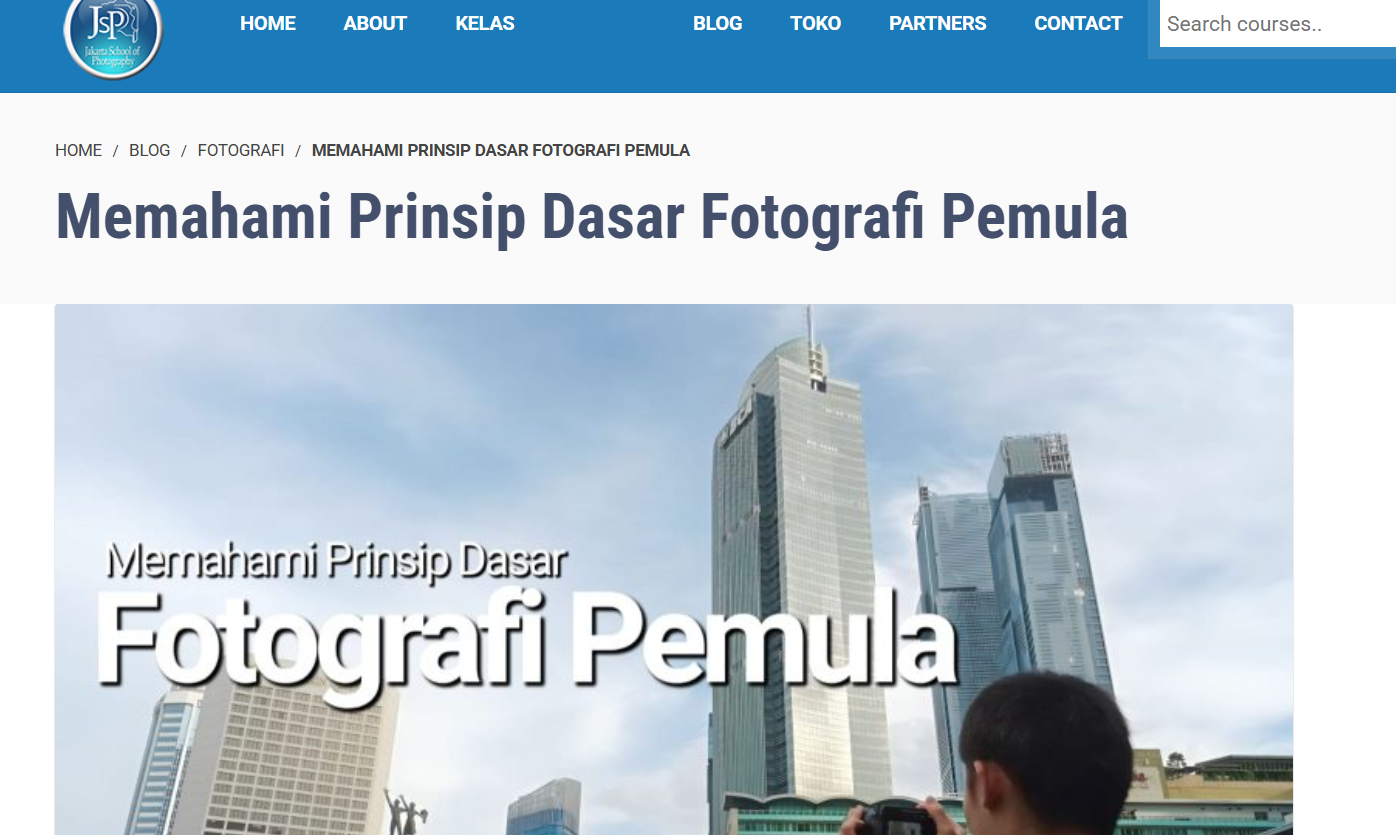 JSP
Jakarta School of
Photography
HOME ABOUT KELAS BLOG TOKO PARTNERS CONTACT Search courses..
HOME / BLOG / FOTOGRAFI / MEMAHAMI PRINSIP DASAR FOTOGRAFI PEMULA
Memahami Prinsip Dasar Fotografi Pemula
BCA
Memahami Prinsip Dasar
Fotografi Pemula